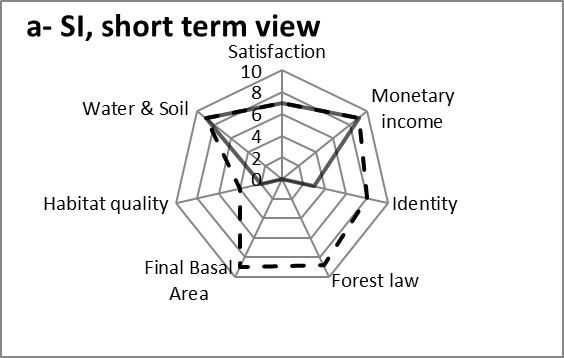 a- SI, short term view
Satisfaction
10
8
6
4
2
0
Monetary
income
Identity
Forest law
Final Basal
Area
Habitat quality
Water & Soil